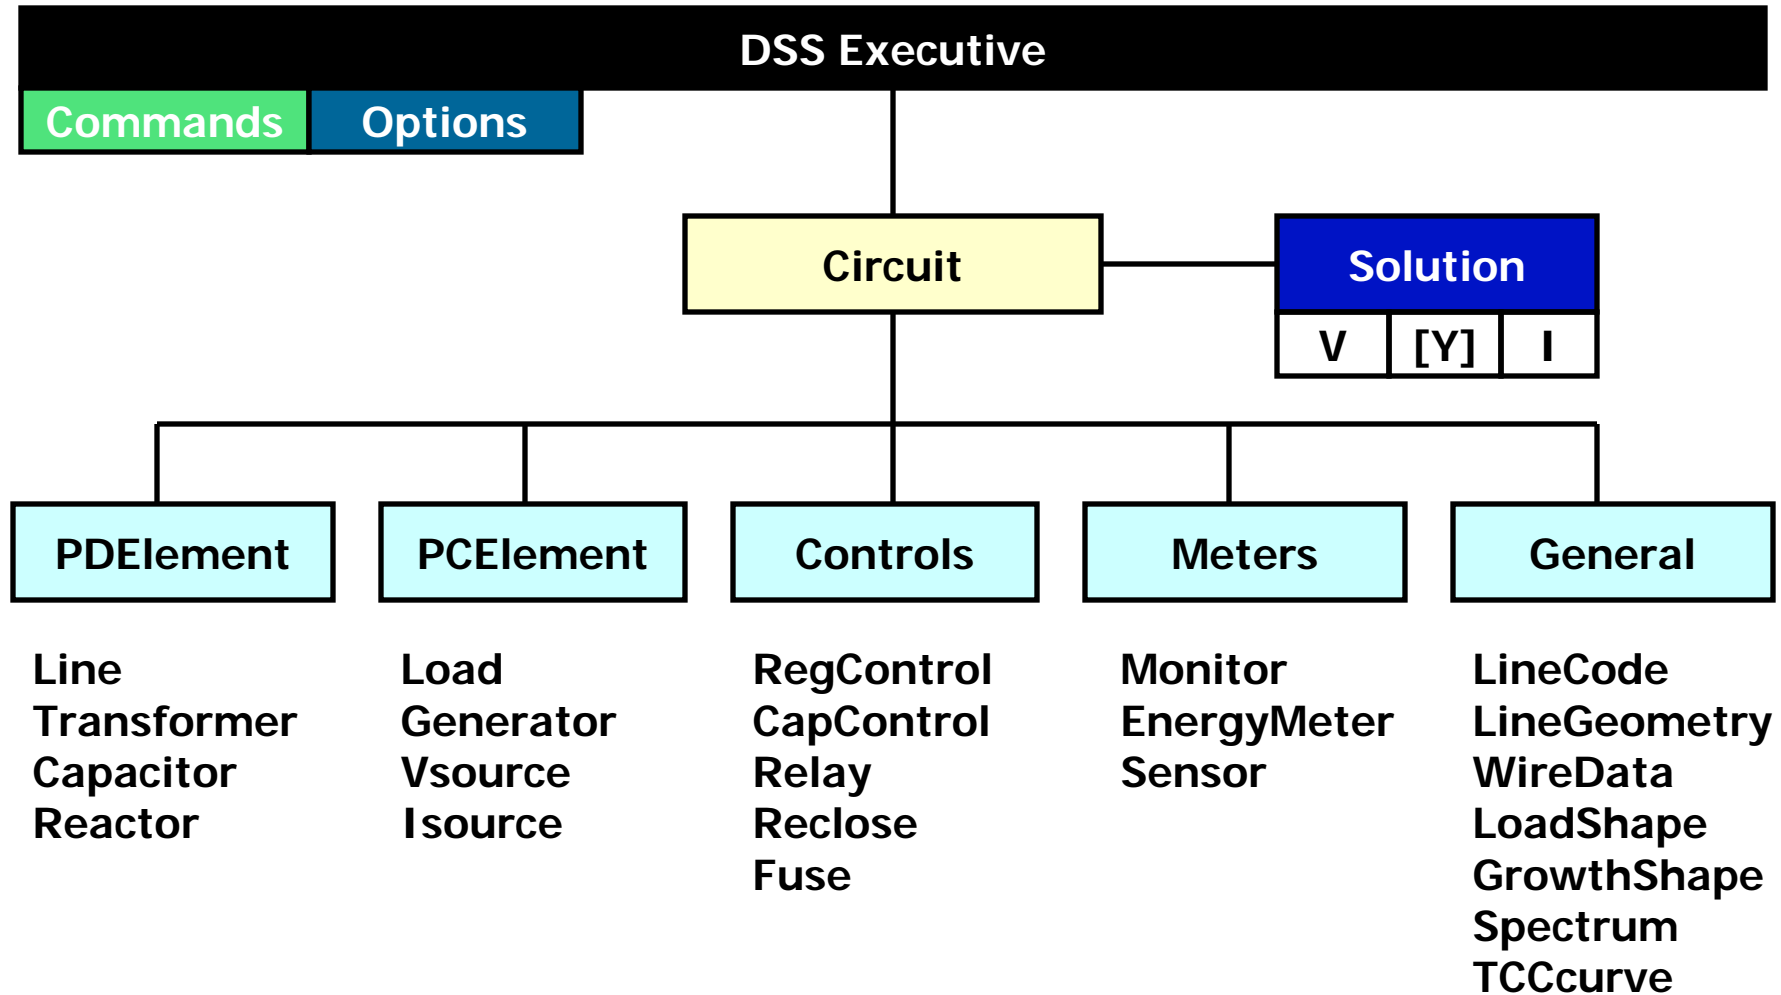 DSS Executive
Commands Options
Circuit
Solution
V [Y] I
PDElement
PCElement
Controls
Meters
General
Line
Transformer
Capacitor
Reactor
Load
Generator
Vsource
Isource
RegControl
CapControl
Relay
Reclose
Fuse
Monitor
EnergyMeter
Sensor
LineCode
LineGeometry
WireData
LoadShape
GrowthShape
Spectrum
TCCcurve